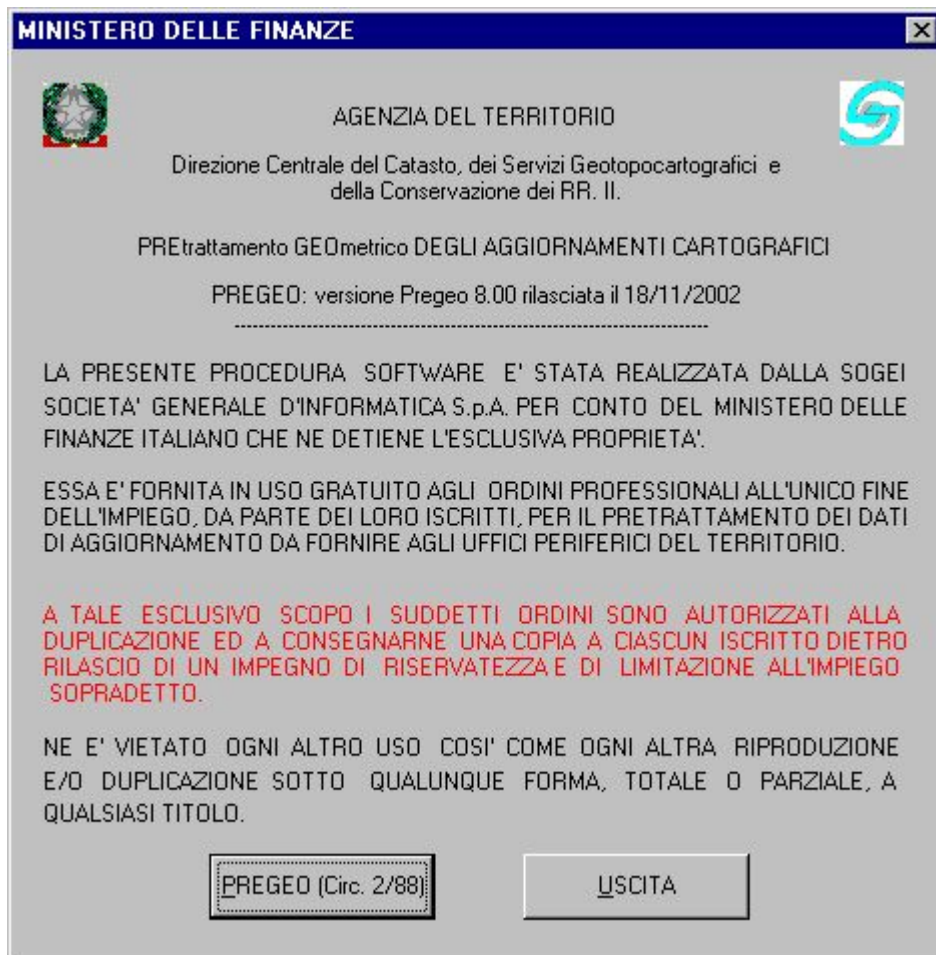 MINISTERO DELLE FINANZE
AGENZIA DEL TERRITORIO
Direzione Centrale del Catasto, dei Servizi Geotopocartografici e
della Conservazione dei RR. II.
PREtrattamento GEOmetrico DEGLI AGGIORNAMENTI CARTOGRAFICI
PREGEO: versione Pregeo 8.00 rilasciata il 18/11/2002
LA PRESENTE PROCEDURA SOFTWARE E' STATA REALIZZATA DALLA SOGEI
SOCIETA' GENERALE D'INFORMATICA S.p.A. PER CONTO DEL MINISTERO DELLE
FINANZE ITALIANO CHE NE DETIENE L'ESCLUSIVA PROPRIETA'.
ESSA E' FORNITA IN USO GRATUITO AGLI ORDINI PROFESSIONALI ALL'UNICO FINE
DELL'IMPIEGO, DA PARTE DEI LORO ISCRITTI, PER IL PRETRATTAMENTO DEI DATI
DI AGGIORNAMENTO DA FORNIRE AGLI UFFICI PERIFERICI DEL TERRITORIO.
A TALE ESCLUSIVO SCOPO I SUDDETTI ORDINI SONO AUTORIZZATI ALLA
DUPLICAZIONE ED A CONSEGNARNE UNA COPIA A CIASCUN ISCRITTO DIETRO
RILASCIO DI UN IMPEGNO DI RISERVATEZZA E DI LIMITAZIONE ALL'IMPIEGO
SOPRADETTO.
NE E' VIETATO OGNI ALTRO USO COSI' COME OGNI ALTRA RIPRODUZIONE
E/O DUPLICAZIONE SOTTO QUALUNQUE FORMA, TOTALE O PARZIALE, A
QUALSIASI TITOLO.
PREGEO (Circ. 2/88)
USCITA